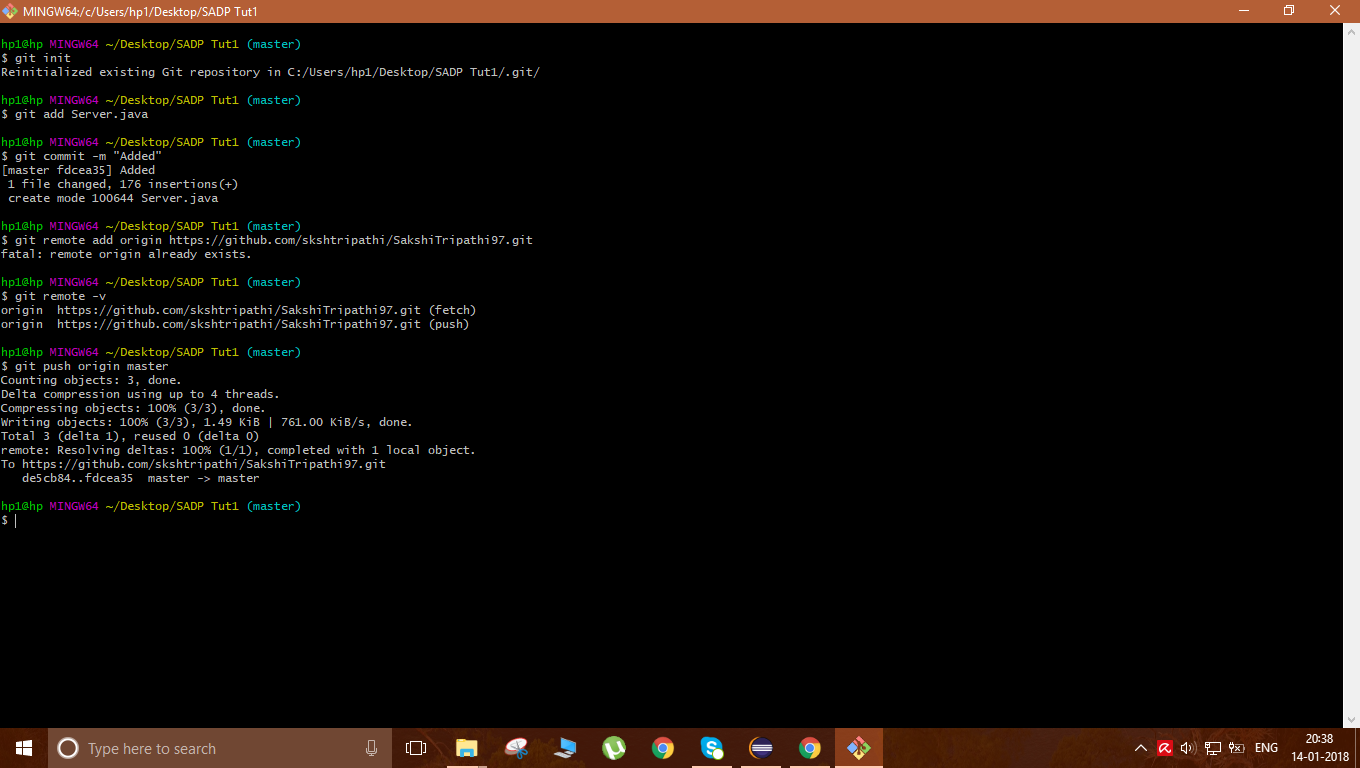 MINGW64:/c/Users/hp1/Desktop/SADP Tut1
hp1@hp MINGW64 ~/Desktop/SADP Tut1 (master)
$ git init
Reinitialized existing Git repository in C:/Users/hp1/Desktop/SADP Tut1/.git/
hp1@hp MINGW64 ~/Desktop/SADP Tut1 (master)
$ git add Server.java
hp1@hp MINGW64 ~/Desktop/SADP Tut1 (master)
$ git commit -m "Added"
[master fdcea35] Added
1 file changed, 176 insertions(+)
create mode 100644 Server.java
hp1@hp MINGW64 ~/Desktop/SADP Tut1 (master)
$ git remote add origin https://github.com/skshtripathi/SakshiTripathi97.git
fatal: remote origin already exists.
hp1@hp MINGW64 ~/Desktop/SADP Tut1 (master)
$ git remote -v
origin  https://github.com/skshtripathi/SakshiTripathi97.git (fetch)
origin  https://github.com/skshtripathi/SakshiTripathi97.git (push)
hp1@hp MINGW64 ~/Desktop/SADP Tut1 (master)
$ git push origin master
Counting objects: 3, done.
Delta compression using up to 4 threads.
Compressing objects: 100% (3/3), done.
Writing objects: 100% (3/3), 1.49 KiB | 761.00 KiB/s, done.
Total 3 (delta 1), reused 0 (delta 0)
remote: Resolving deltas: 100% (1/1), completed with 1 local object.
To https://github.com/skshtripathi/SakshiTripathi97.git
de5cb84..fdcea35  master -> master
hp1@hp MINGW64 ~/Desktop/SADP Tut1 (master)
$
Type here to search
ENG
20:38
14-01-2018